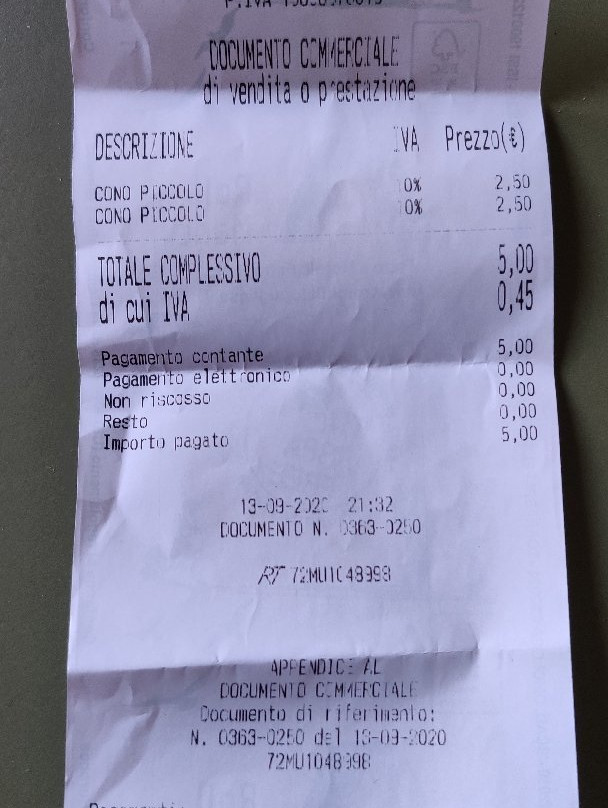 DOCUMENTO COMMERCIALE
di vendita o prestazione
DESCRIZIONE IVA Prezzo(€)
CONO PICCOLO 10% 2,50
CONO PICCOLO 10% 2,50
TOTALE COMPLESSIVO 5,00
di cui IVA 0,45
Pagamento contante 5,00
Pagamento elettronico 0,00
Non riscosso 0,00
Resto 0,00
Importo pagato 5,00
13-09-2020 21:32
DOCUMENTO N. 0363-0250
RT 72MU1048998
APPENDICE AL
DOCUMENTO COMMERCIALE
Documento di riferimento:
N. 0363-0250 del 13-09-2020
72MU1048998